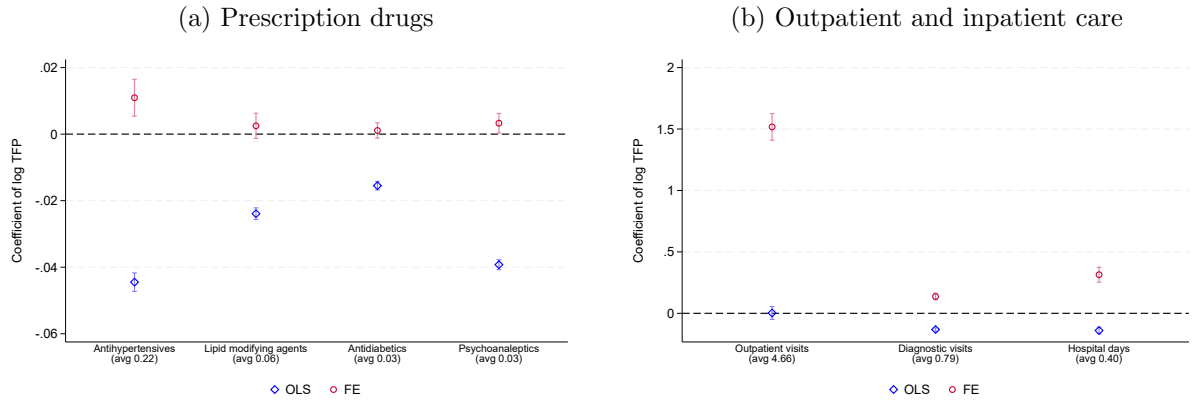 (a) Prescription drugs
.02
0
-.02
-.04
-.06
Coefficient of log TFP
Antihypertensives
(avg 0.22)
Lipid modifying agents
(avg 0.06)
Antidiabetics
(avg 0.03)
Psychoanaleptics
(avg 0.03)
OLS FE
(b) Outpatient and inpatient care
2
1.5
1
.5
0
Coefficient of log TFP
Outpatient visits
(avg 4.66)
Diagnostic visits
(avg 0.79)
Hospital days
(avg 0.40)
OLS FE